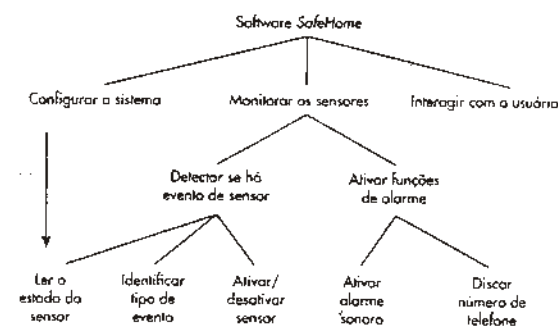 Software SafeHome
Configurar o sistema
Monitorar os sensores
Interagir com o usuário
Detectar se há
evento de sensor
Ativar funções
de alarme
Ler o
estado do
sensor
Identificar
tipo de
evento
Ativar/
desativar
sensor
Ativar
alarme
sonoro
Discar
número de
telefone